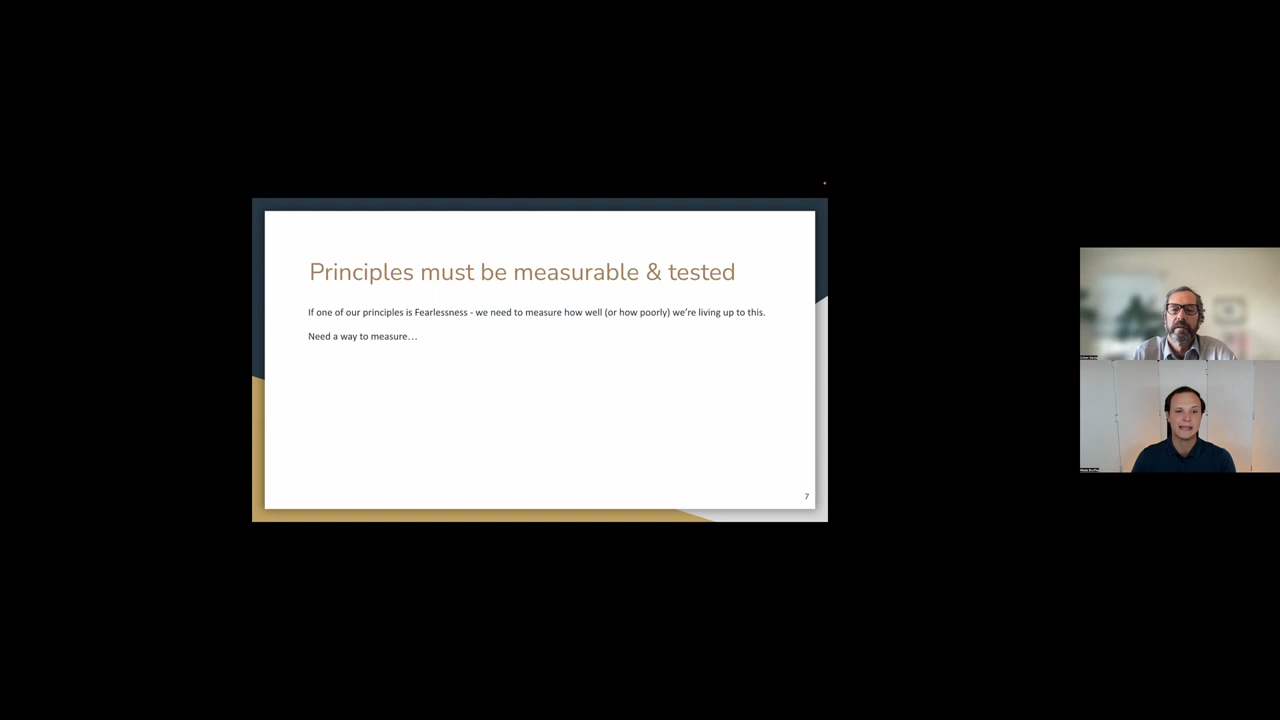 Principles must be measurable & tested
If one of our principles is Fearlessness - we need to measure how well (or how poorly) we’re living up to this.
Need a way to measure…
7